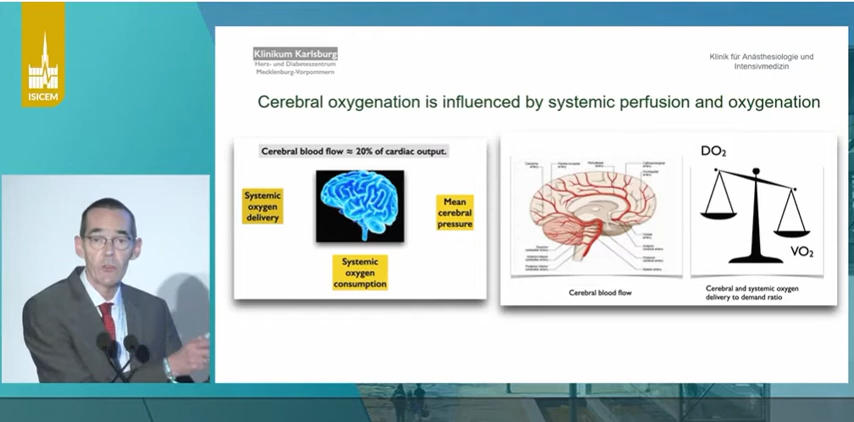 ISICEM
Klinikum Karlsburg
Herz- und Diabeteszentrum
Mecklenburg-Vorpommern
Klinik für Anästhesiologie und
Intensivmedizin
Cerebral oxygenation is influenced by systemic perfusion and oxygenation
Cerebral blood flow ≈ 20% of cardiac output.
Systemic
oxygen
delivery
Mean
cerebral
pressure
Systemic
oxygen
consumption
Cerebral blood flow
DO₂
VO₂
Cerebral and systemic oxygen
delivery to demand ratio